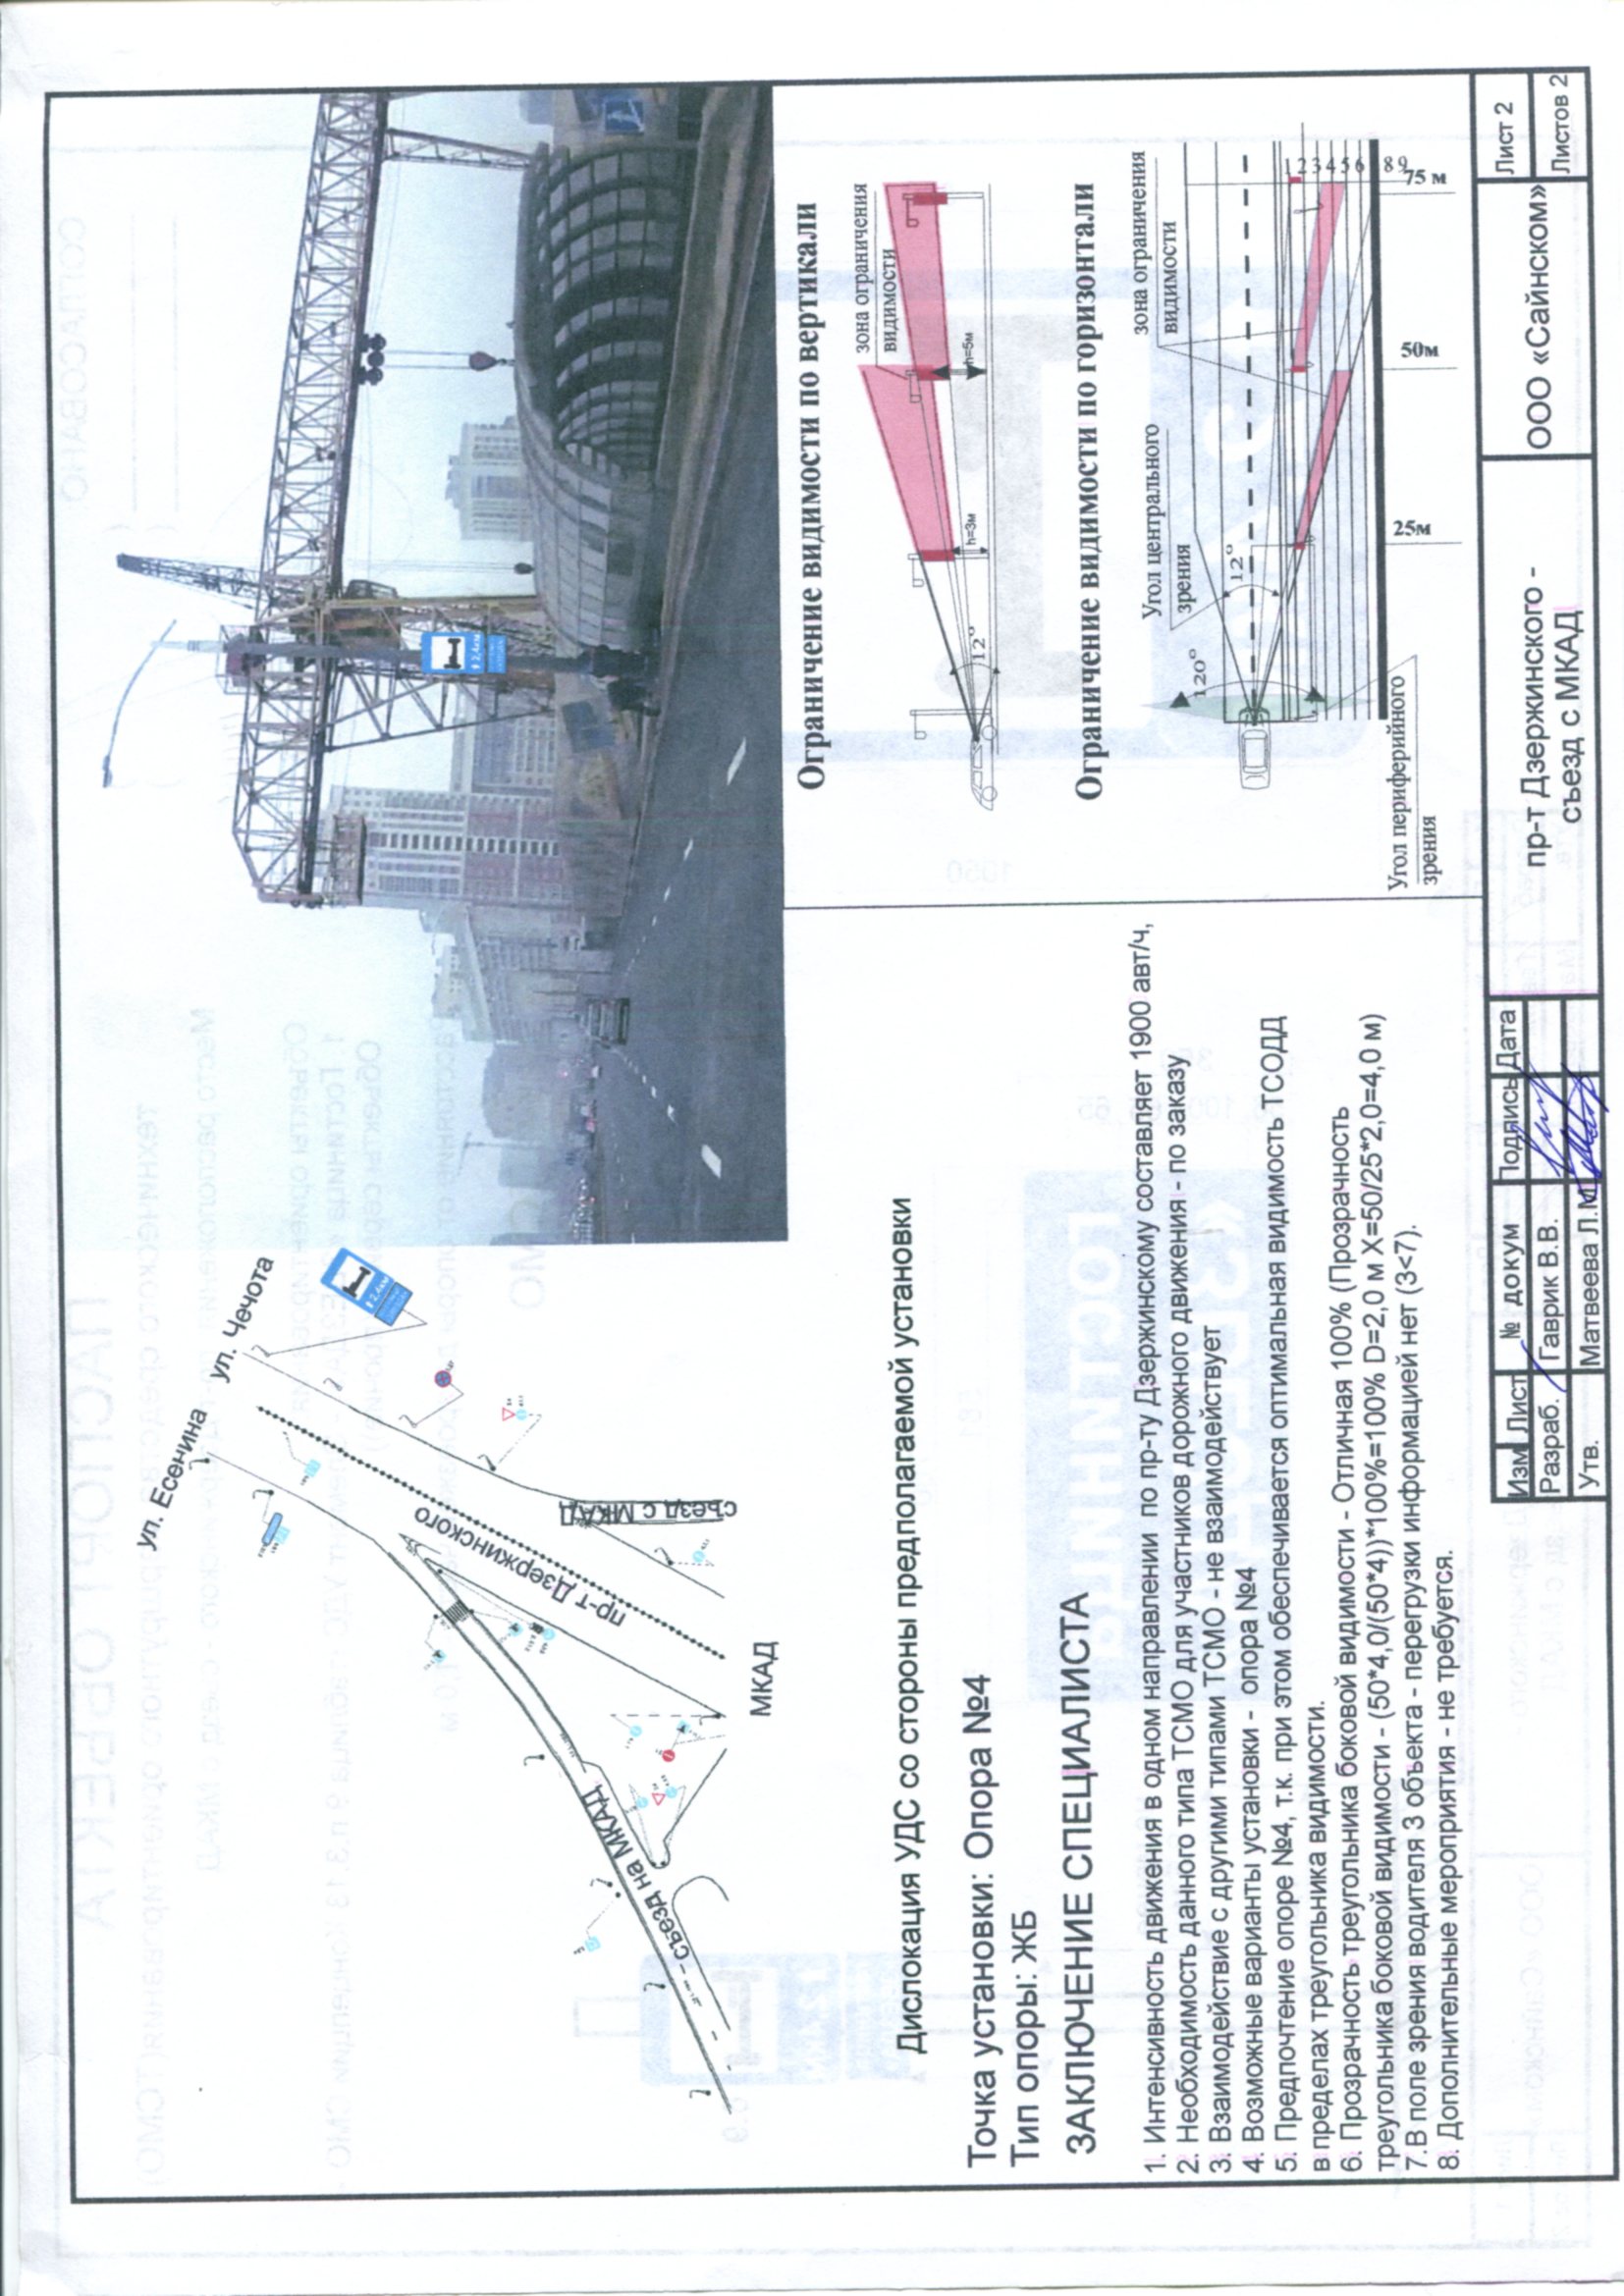 ул. Есенина
ул. Чечота
2,4км
пр-т Дзержинского
съезд с МКАД
съезд на МКАД
МКАД
2,4км
Дислокация УДС со стороны предполагаемой установки
Точка установки: Опора №4
Тип опоры: ЖБ
ЗАКЛЮЧЕНИЕ СПЕЦИАЛИСТА
1. Интенсивность движения в одном направлении по пр-ту Дзержинскому составляет 1900 авт/ч,
2. Необходимость данного типа ТСМО для участников дорожного движения - по заказу
3. Взаимодействие с другими типами ТСМО - не взаимодействует
4. Возможные варианты установки - опора №4
5. Предпочтение опоре №4, т.к. при этом обеспечивается оптимальная видимость ТСОДД
в пределах треугольника видимости.
6. Прозрачность треугольника боковой видимости - Отличная 100% (Прозрачность
треугольника боковой видимости - (50*4,0/(50*4))*100%=100% D=2,0 м X=50/25*2,0=4,0 м)
7. В поле зрения водителя 3 объекта - перегрузки информацией нет (3<7).
8. Дополнительные мероприятия - не требуется.
Ограничение видимости по вертикали
зона ограничения
видимости
12°
h=3м
h=5м
Ограничение видимости по горизонтали
Угол центрального
зрения
зона ограничения
видимости
120°
12°
1 2 3 4 5 6 8 9
25м
50м
75 м
Угол периферийного
зрения
Изм Лист № докум Подпись Дата
Разраб. Гаврик В.В.
Утв. Матвеева Л.М
пр-т Дзержинского -
съезд с МКАД
ООО «Сайнском»
Лист 2
Листов 2